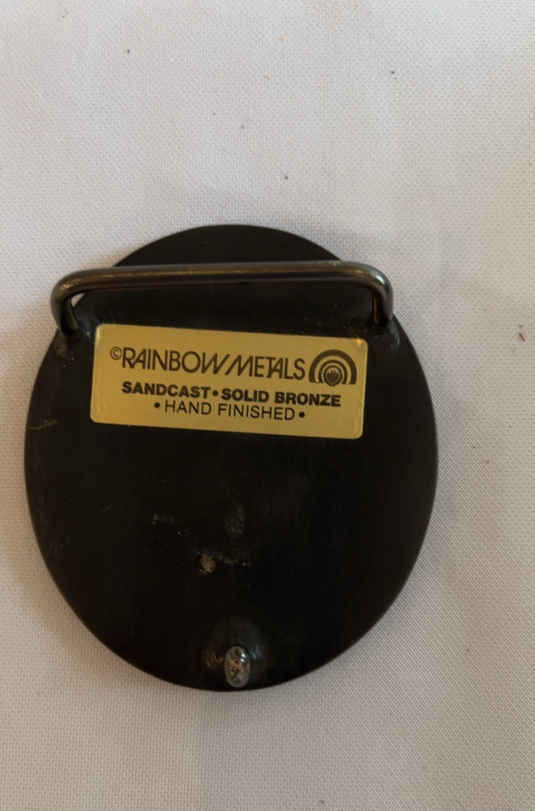 ©RAINBOW METALS
SANDCAST•SOLID BRONZE
•HAND FINISHED•